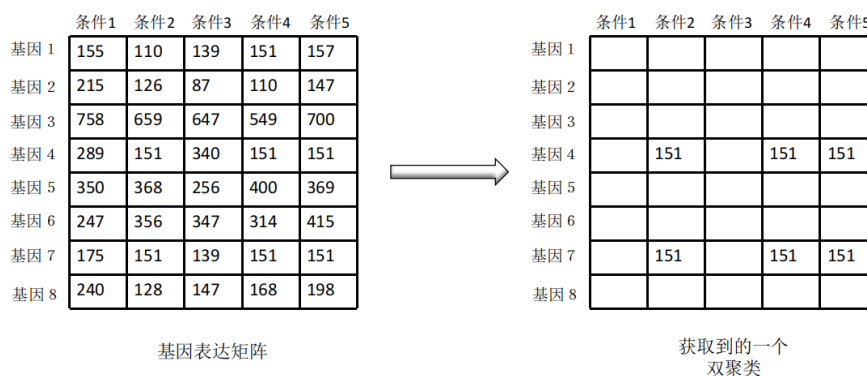 条件1 条件2 条件3 条件4 条件5
基因 1 155 110 139 151 157
基因 2 215 126 87 110 147
基因 3 758 659 647 549 700
基因 4 289 151 340 151 151
基因 5 350 368 256 400 369
基因 6 247 356 347 314 415
基因 7 175 151 139 151 151
基因 8 240 128 147 168 198
基因表达矩阵
条件1 条件2 条件3 条件4 条件5
基因 1
基因 2
基因 3
基因 4 151 151 151
基因 5
基因 6
基因 7 151 151 151
基因 8
获取到的一个
双聚类